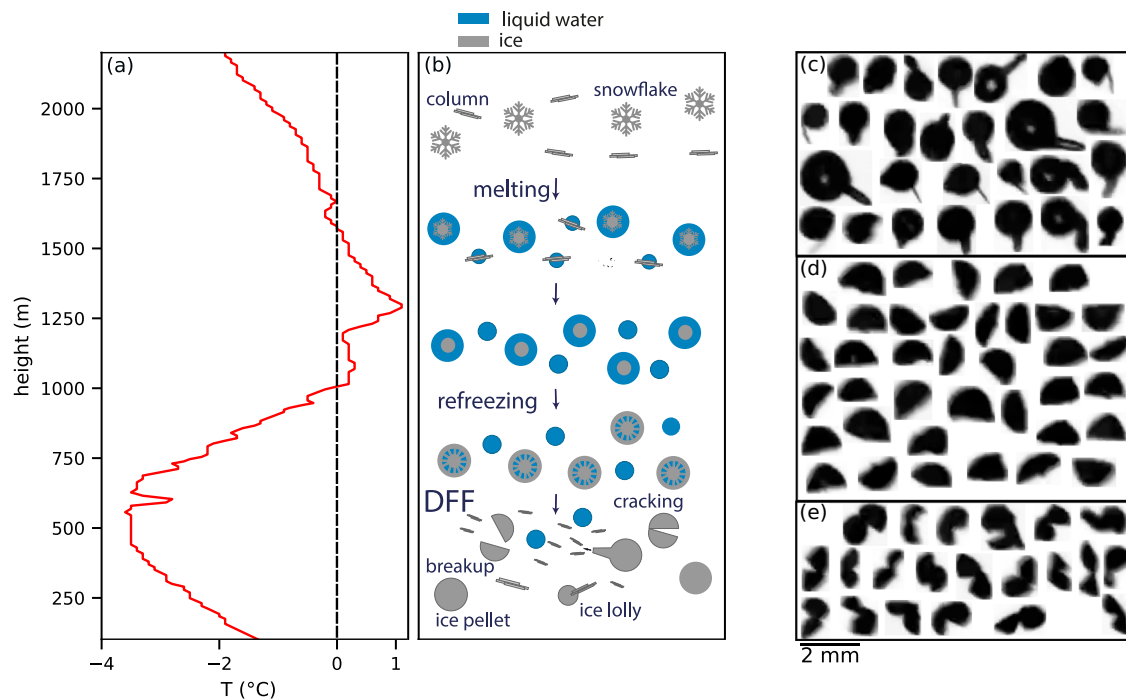 liquid water
ice
(a)
2000
1750
1500
1250
1000
750
500
250
height (m)
−4
−2
0
1
T (°C)
(b)
column
snowflake
melting
refreezing
DFF
cracking
breakup
ice pellet
ice lolly
(c)
(d)
(e)
2 mm